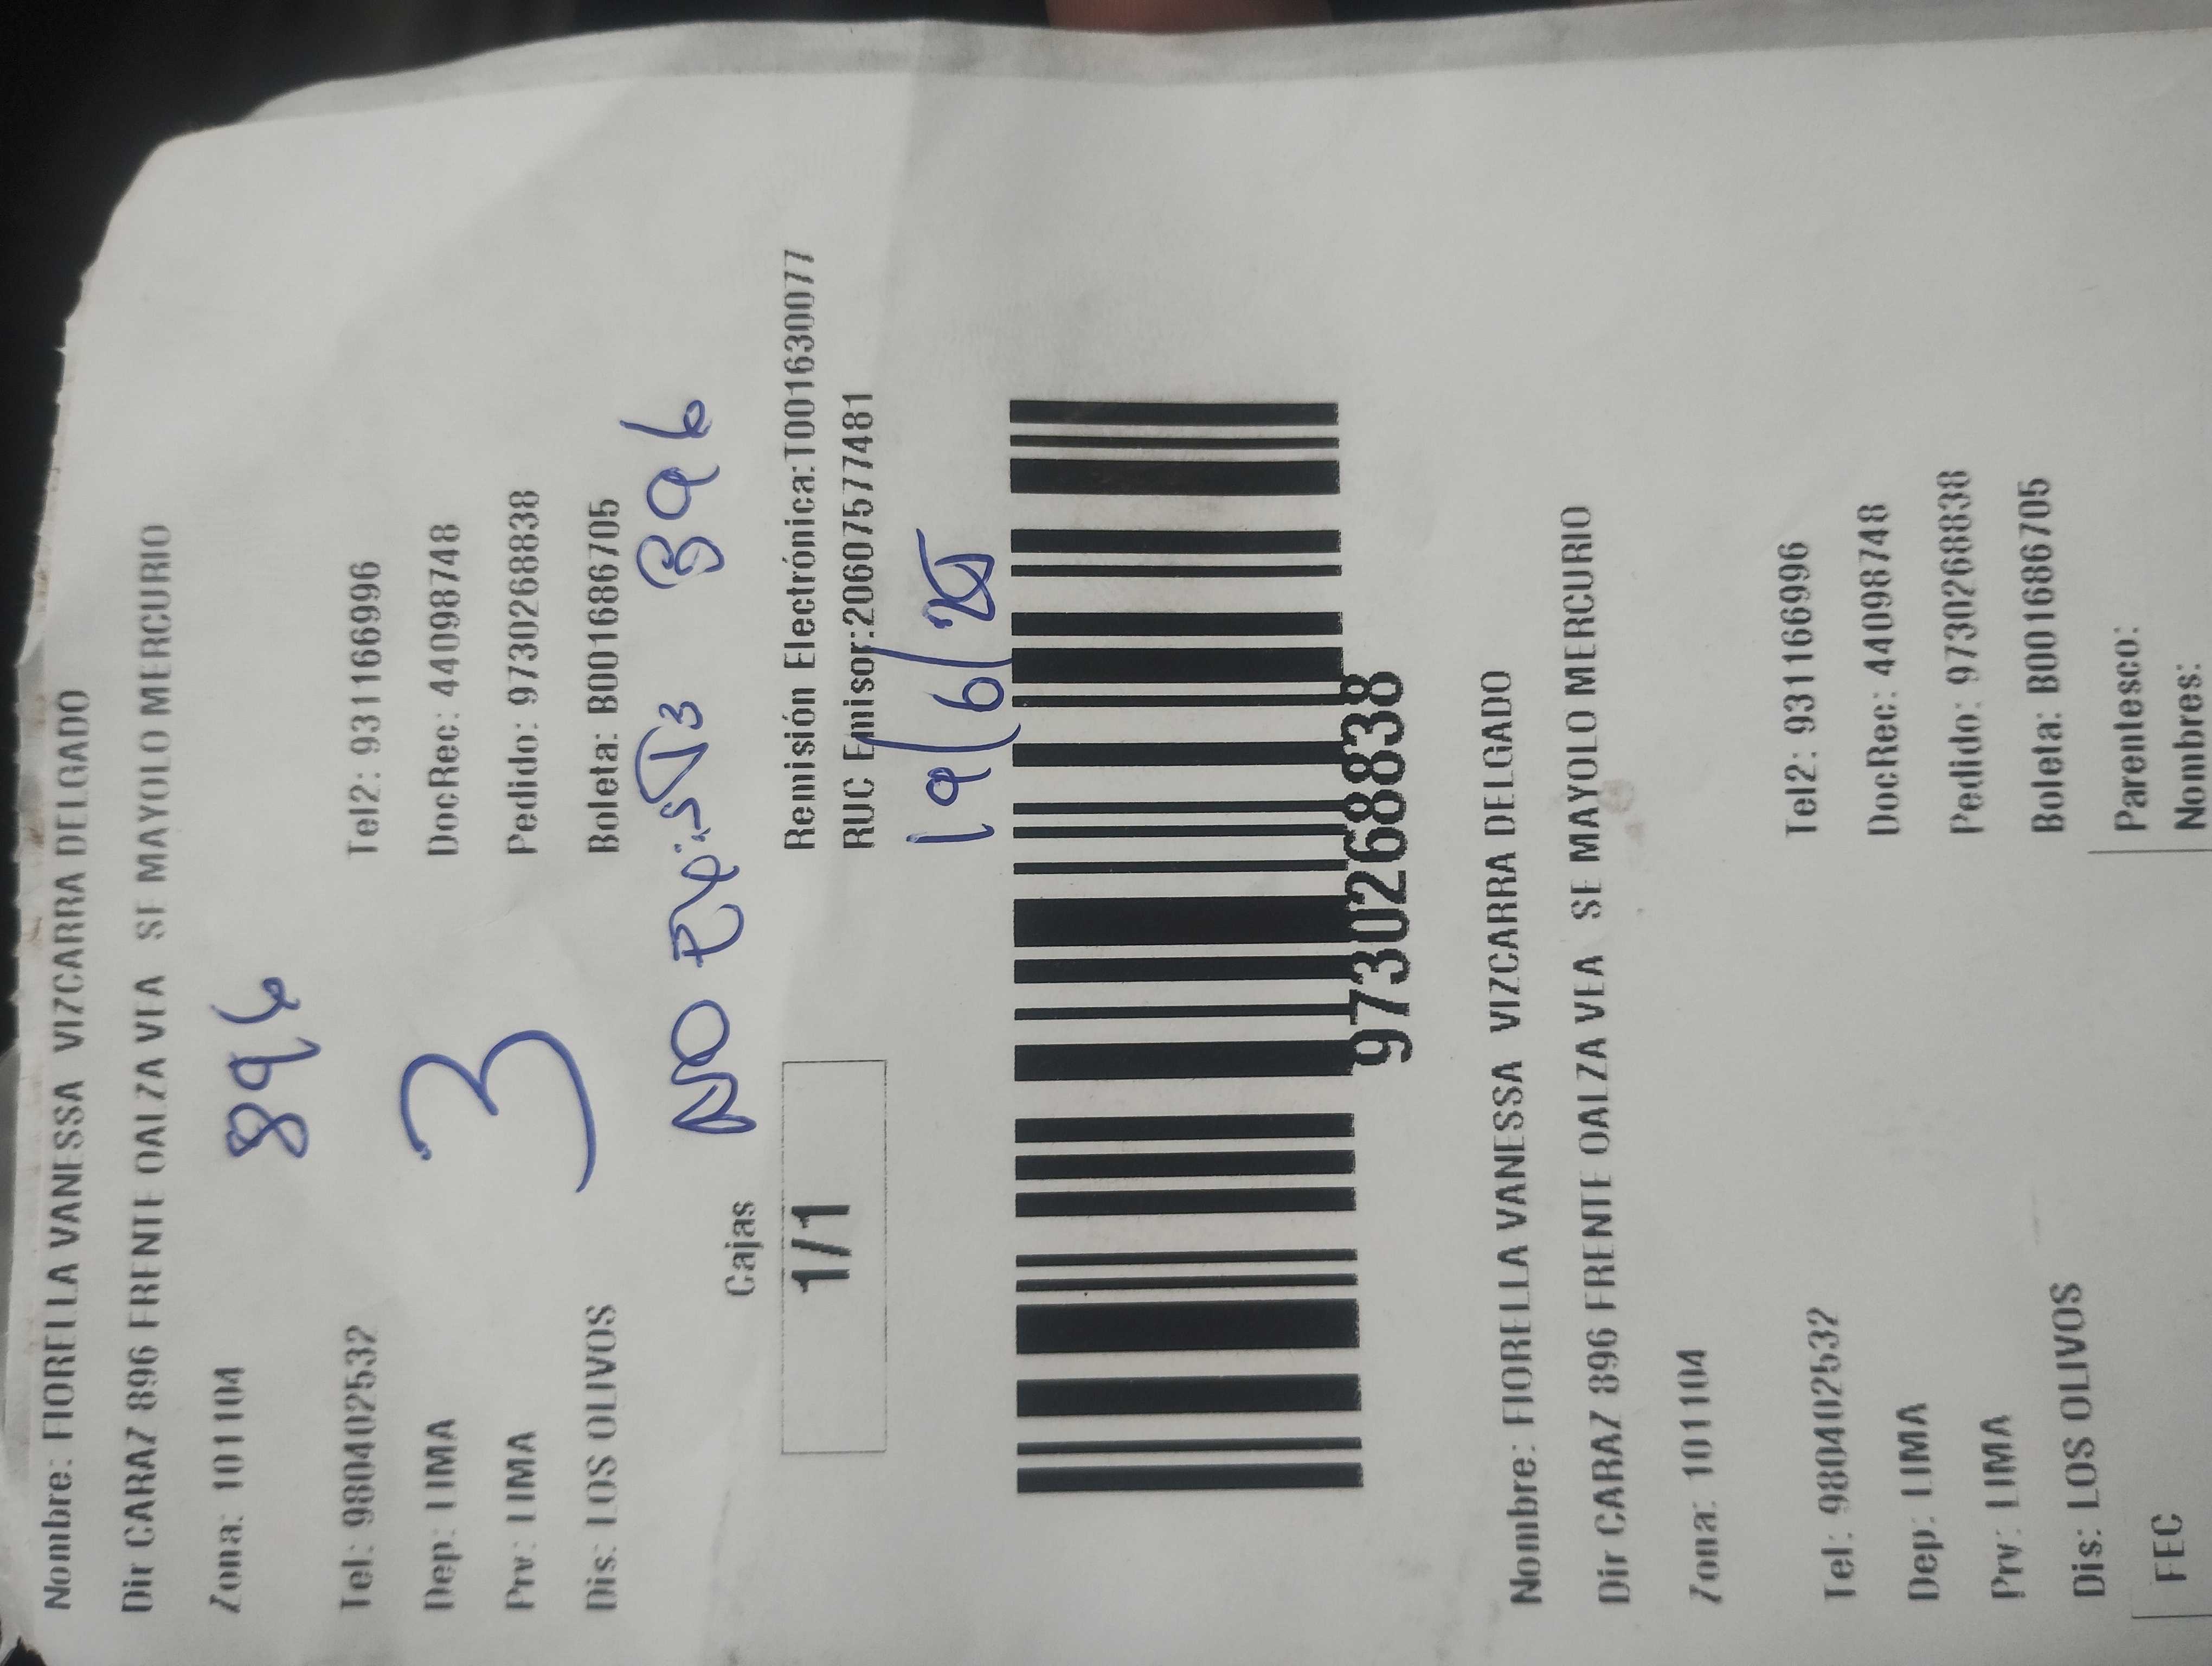 Nombre: FIORELLA VANESSA VIZCARRA DELGADO
Dir CARAZ 896 FRENTE OALZA VEA SE MAYOLO MERCURIO
Zona: 101104
896
Tel: 980402532 Tel2: 931166996
Dep: LIMA DocRec: 44098748
3
Prv: LIMA Pedido: 9730268838
Dis: LOS OLIVOS Boleta: B001686705
NO 896
Cajas
1/1
Remisión Electrónica:T001630077
RUC Emisor:20607577481
19/6/25
9730268838
Nombre: FIORELLA VANESSA VIZCARRA DELGADO
Dir CARAZ 896 FRENTE OALZA VEA SE MAYOLO MERCURIO
Zona: 101104
Tel: 980402532 Tel2: 931166996
Dep: LIMA DocRec: 44098748
Prv: LIMA Pedido: 9730268838
Dis: LOS OLIVOS Boleta: B001686705
FEC
Parentesco:
Nombres: